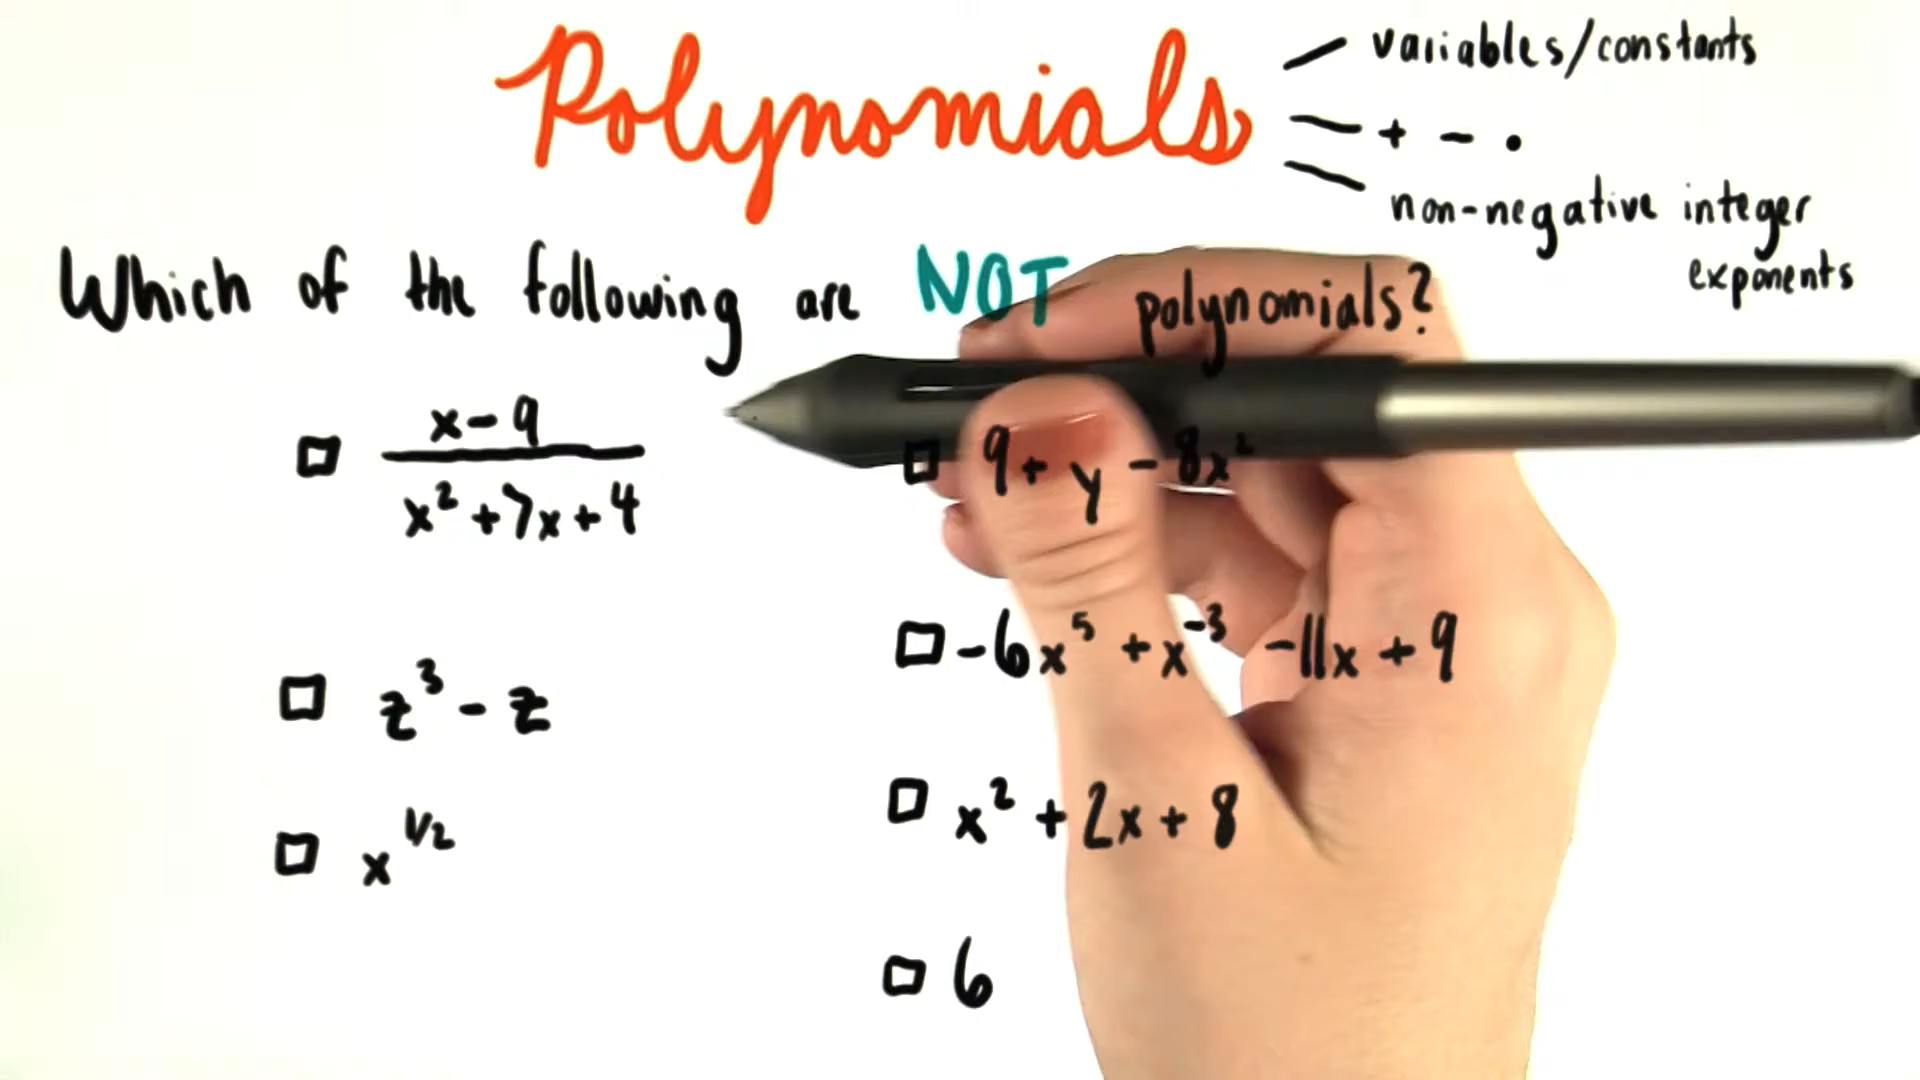 Polynomials
variables/constants
+ - •
non-negative integer
exponents
Which of the following are NOT polynomials?
x-9
x²+7x+4
9+y-8x²
z³-z
-6x⁵+x⁻³-11x+9
x^1/2
x²+2x+8
6